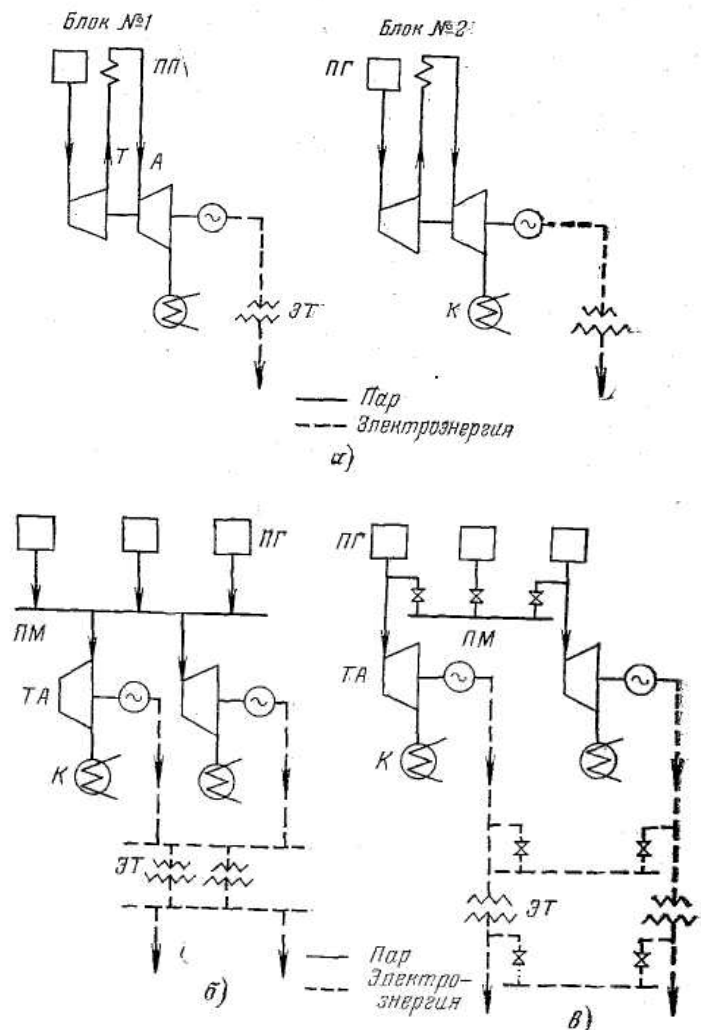 Блок №1
Блок №2
ПП
ПГ
Т
А
ЭТ
К
Пар
Электроэнергия
а)
ПГ
ПМ
ТА
К
ЭТ
Пар
Электро-
энергия
б)
ПГ
ПМ
ТА
К
ЭТ
в)